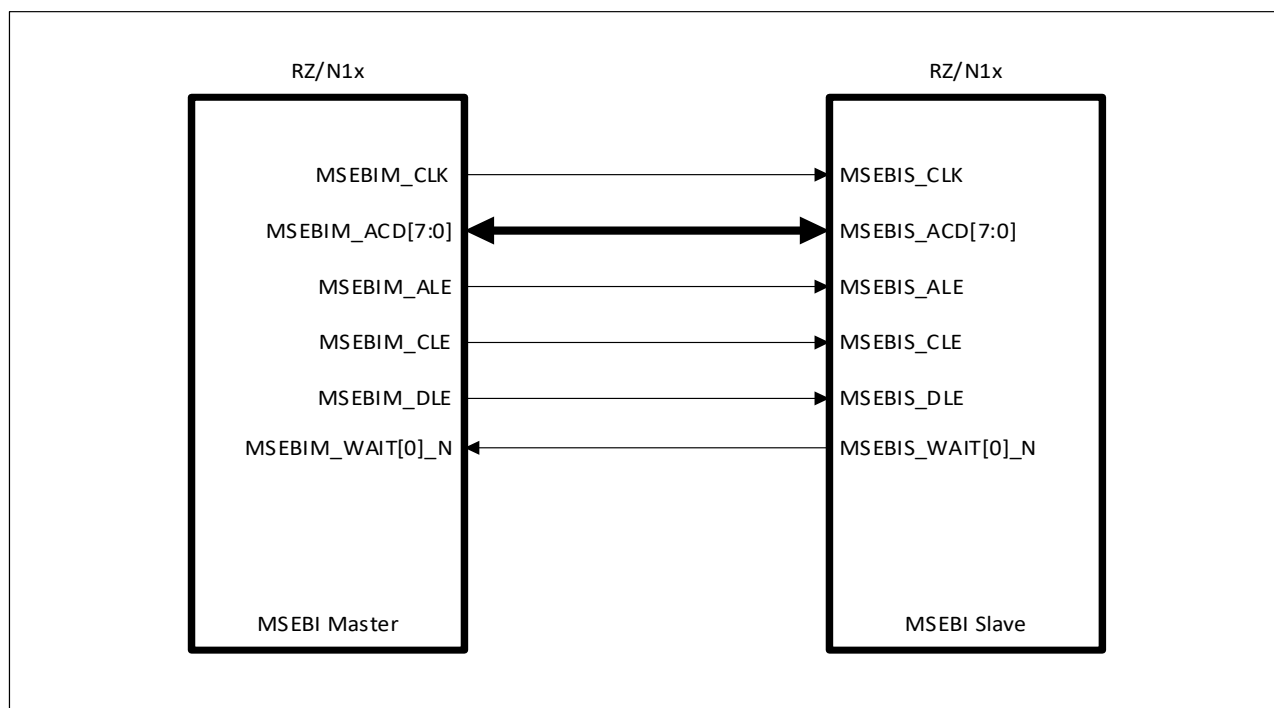 RZ/N1x
RZ/N1x
MSEBIM_CLK
MSEBIS_CLK
MSEBIM_ACD[7:0]
MSEBIS_ACD[7:0]
MSEBIM_ALE
MSEBIS_ALE
MSEBIM_CLE
MSEBIS_CLE
MSEBIM_DLE
MSEBIS_DLE
MSEBIM_WAIT[0]_N
MSEBIS_WAIT[0]_N
MSEBI Master
MSEBI Slave